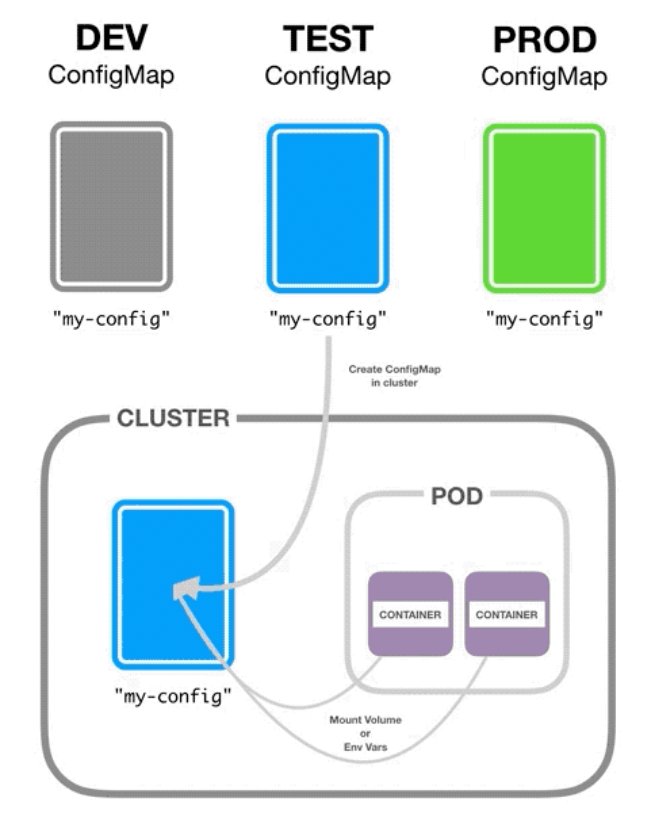 DEV
ConfigMap
TEST
ConfigMap
PROD
ConfigMap
"my-config"
"my-config"
"my-config"
Create ConfigMap
in cluster
CLUSTER
POD
CONTAINER
CONTAINER
"my-config"
Mount Volume
or
Env Vars